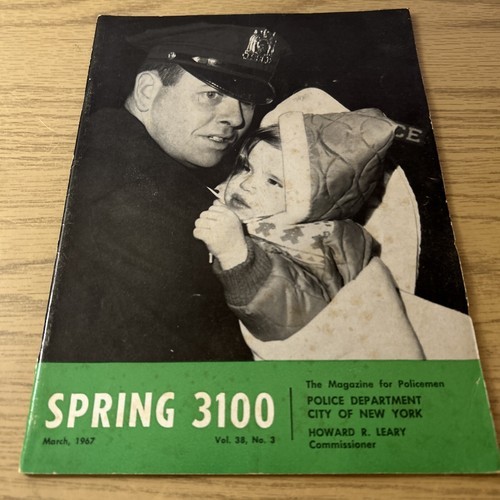 CE
SPRING 3100
March, 1967
Vol. 38, No. 3
The Magazine for Policemen
POLICE DEPARTMENT
CITY OF NEW YORK
HOWARD R. LEARY
Commissioner